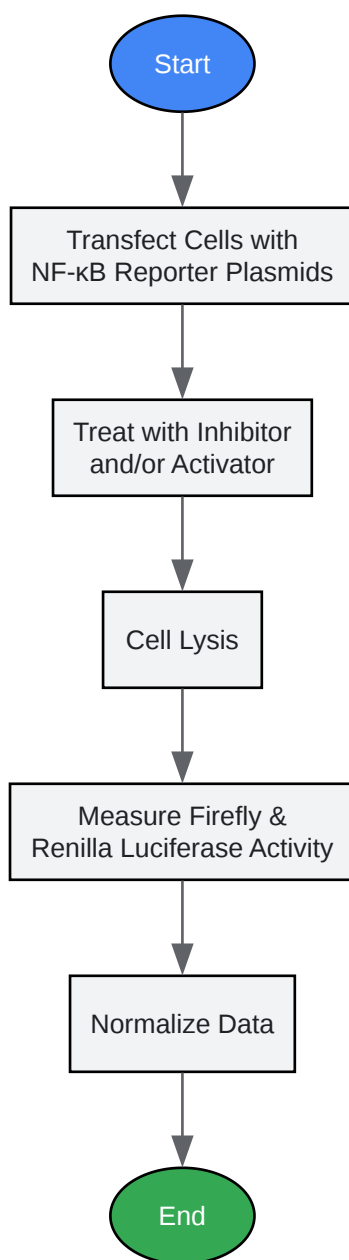 Start
Transfect Cells with
NF-κB Reporter Plasmids
Treat with Inhibitor
and/or Activator
Cell Lysis
Measure Firefly &
Renilla Luciferase Activity
Normalize Data
End